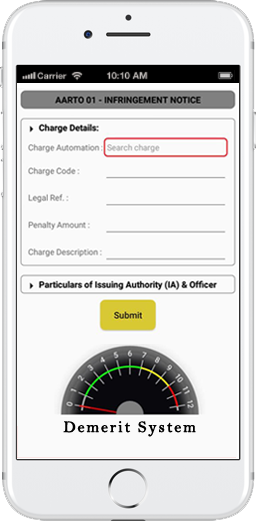 Carrier 10:10 AM
AARTO 01 - INFRINGEMENT NOTICE
Charge Details:
Charge Automation : Search charge
Charge Code :
Legal Ref. :
Penalty Amount :
Charge Description :
Particulars of Issuing Authority (IA) & Officer
Submit
0 1 2 3 4 5 6 7 8 9 10 11 12
Demerit System